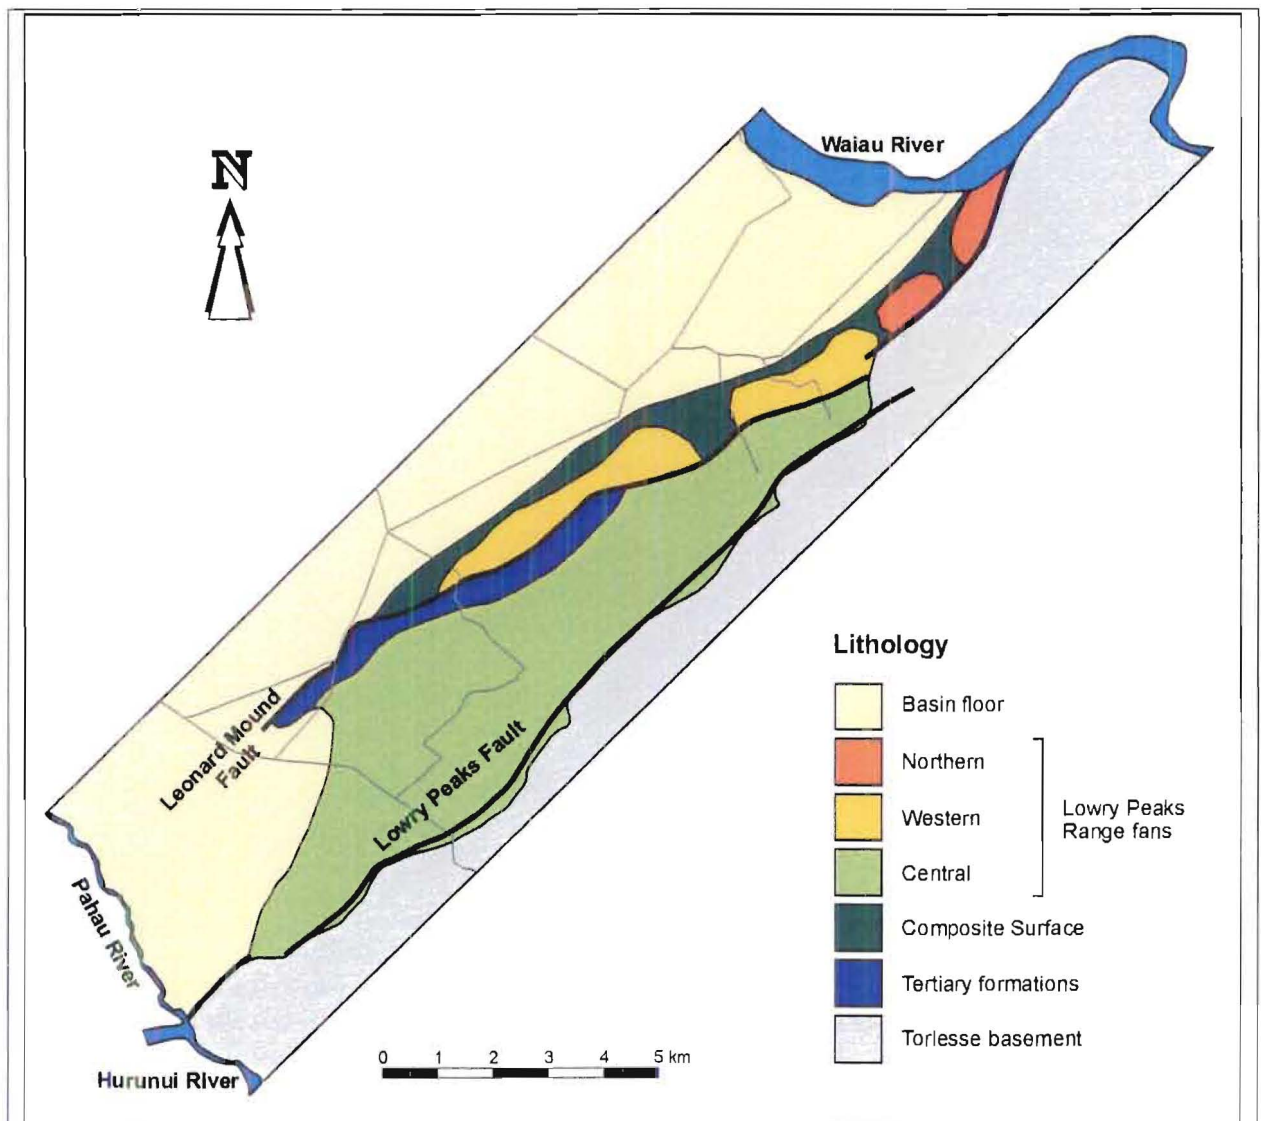 N
Waiau River
Leonard Mound
Fault
Lowry Peaks Fault
Pahau River
Hurunui River
0 1 2 3 4 5 km
Lithology
Basin floor
Northern
Western
Central
Lowry Peaks
Range fans
Composite Surface
Tertiary formations
Torlesse basement